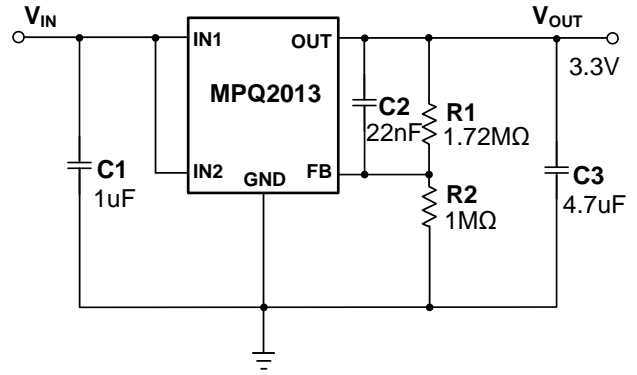 VIN
VOUT
IN1
OUT
3.3V
MPQ2013
C2
22nF
R1
1.72MΩ
C1
1uF
IN2
GND
FB
R2
1MΩ
C3
4.7uF